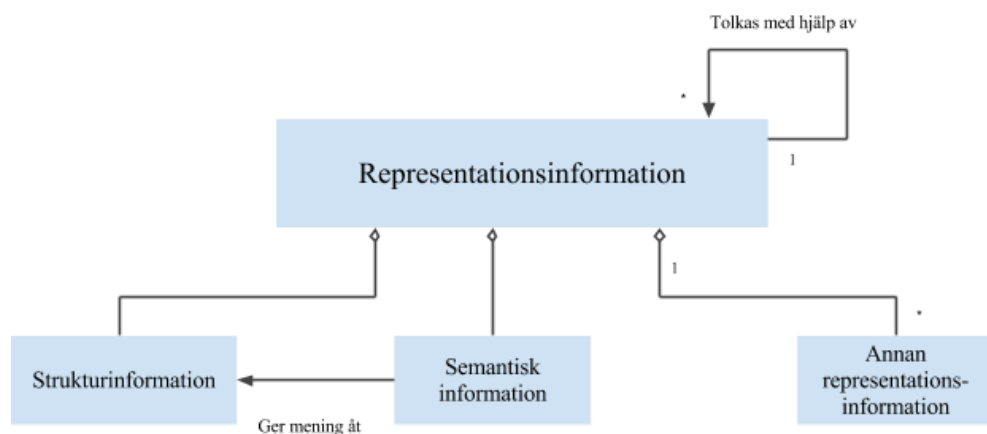 Tolkas med hjälp av
*
1
Representationsinformation
1
*
Strukturinformation
Semantisk
information
Annan
representations-
information
Ger mening åt